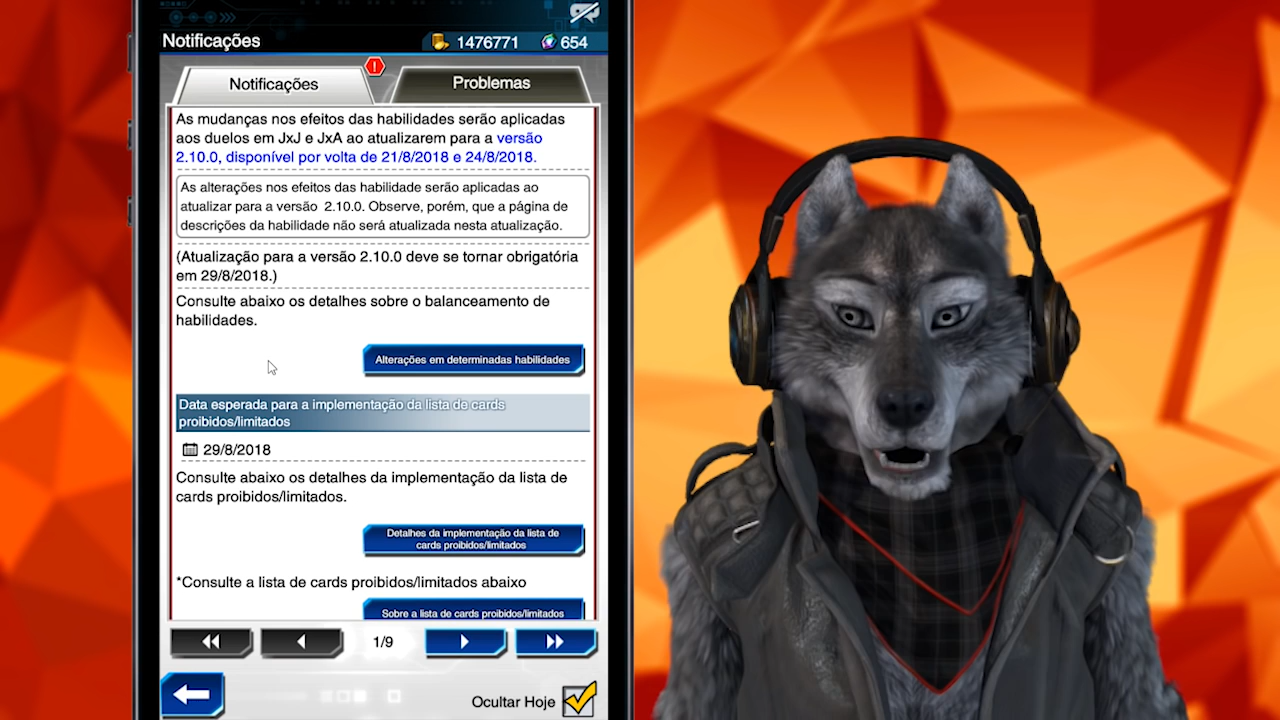 Notificações
1476771
654
Notificações
!
Problemas
As mudanças nos efeitos das habilidades serão aplicadas
aos duelos em JxJ e JxA ao atualizarem para a versão
2.10.0, disponível por volta de 21/8/2018 e 24/8/2018.
As alterações nos efeitos das habilidade serão aplicadas ao
atualizar para a versão 2.10.0. Observe, porém, que a página de
descrições da habilidade não será atualizada nesta atualização.
(Atualização para a versão 2.10.0 deve se tornar obrigatória
em 29/8/2018.)
Consulte abaixo os detalhes sobre o balanceamento de
habilidades.
Alterações em determinadas habilidades
Data esperada para a implementação da lista de cards
proibidos/limitados
29/8/2018
Consulte abaixo os detalhes da implementação da lista de
cards proibidos/limitados.
Detalhes da implementação da lista de
cards proibidos/limitados
*Consulte a lista de cards proibidos/limitados abaixo
Sobre a lista de cards proibidos/limitados
1/9
Ocultar Hoje